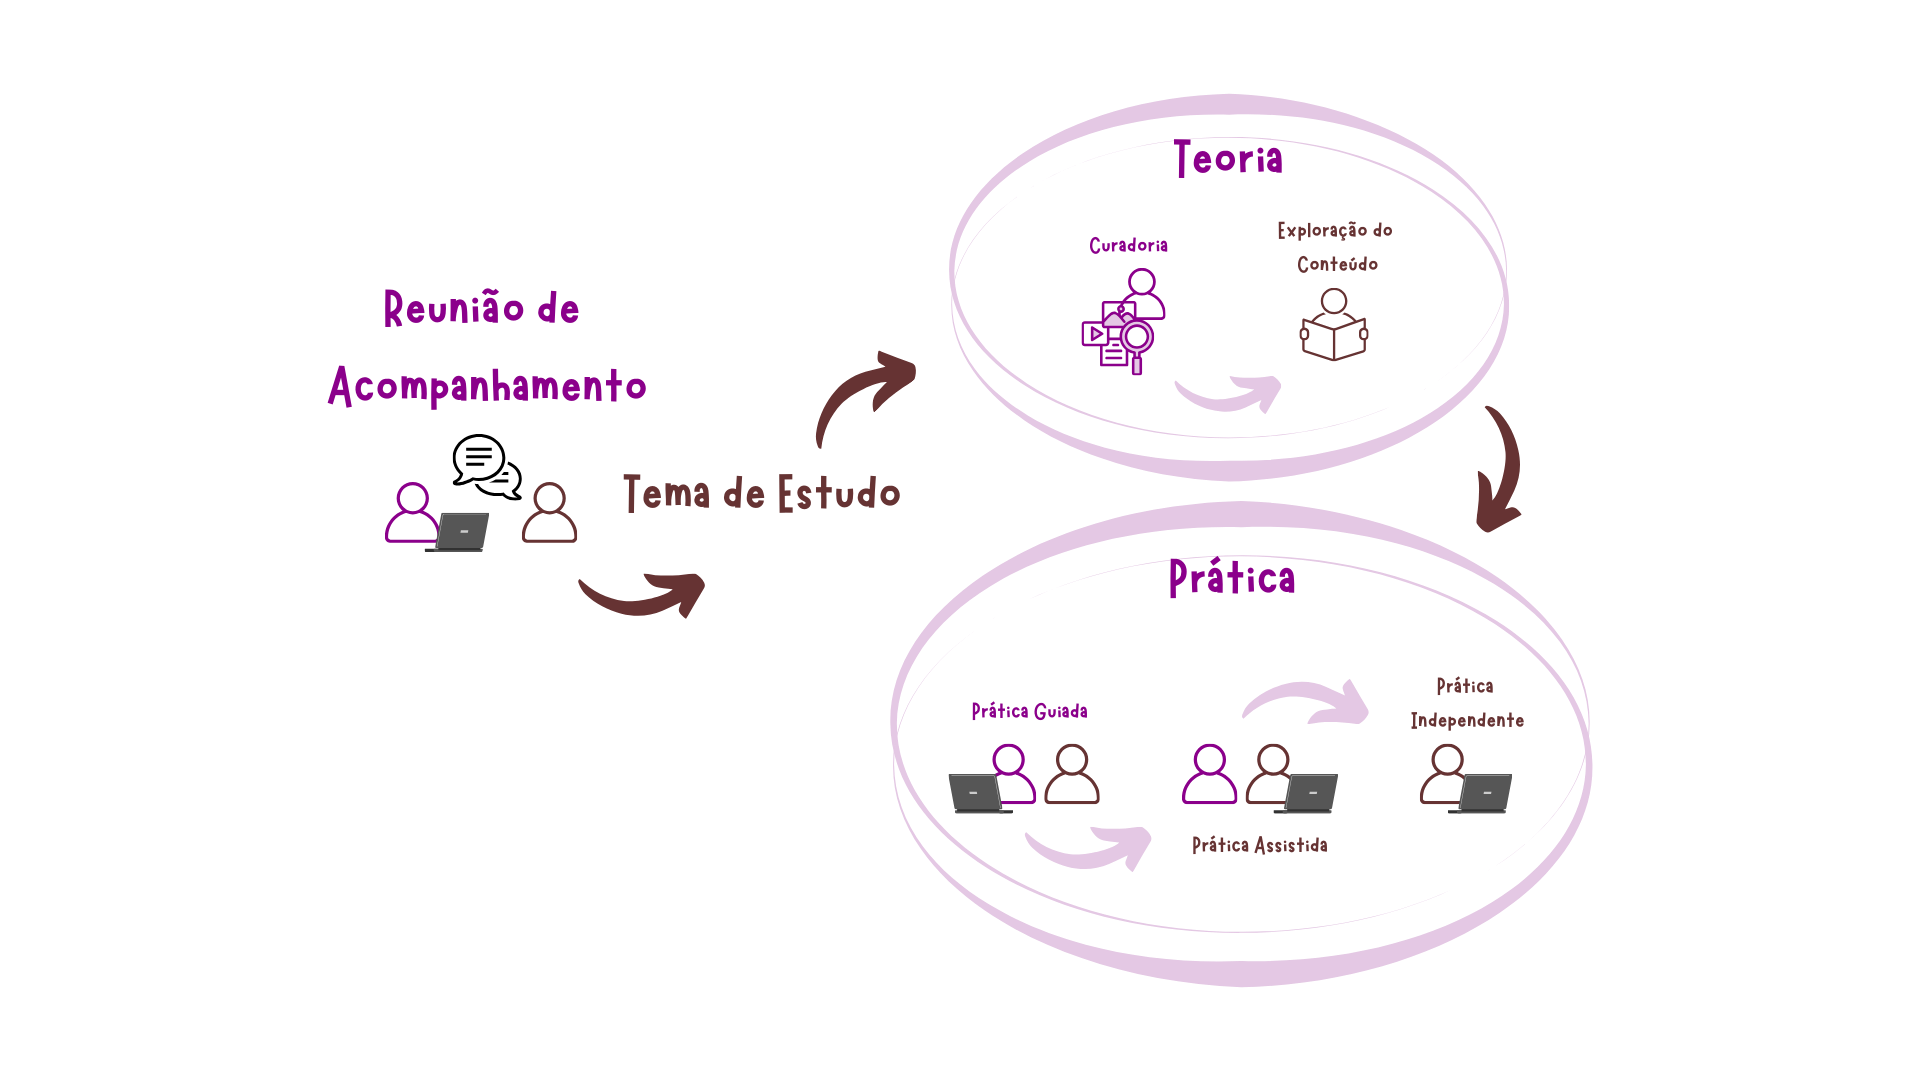 Reunião de
Acompanhamento
Tema de Estudo
Teoria
Curadoria
Exploração do
Conteúdo
Prática
Prática Guiada
Prática Assistida
Prática
Independente